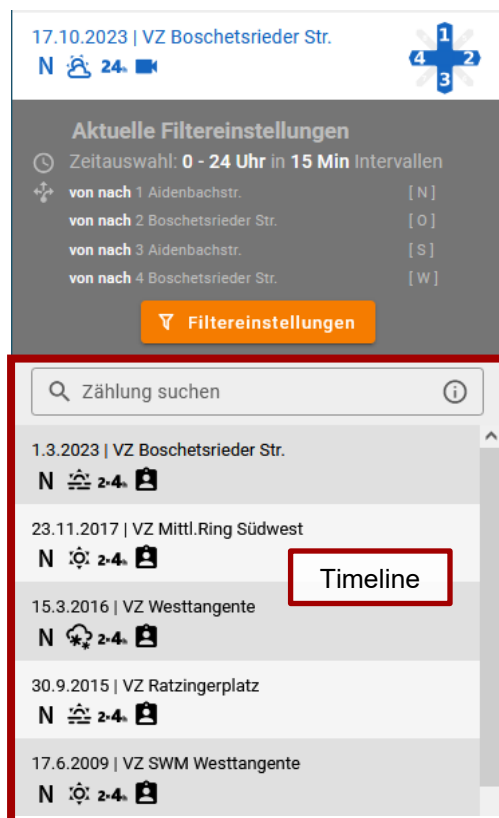 17.10.2023 | VZ Boschetsrieder Str.
N 24h
1
4 2
3
Aktuelle Filtereinstellungen
Zeitauswahl: 0 - 24 Uhr in 15 Min Intervallen
von nach 1 Aidenbachstr. [ N ]
von nach 2 Boschetsrieder Str. [ O ]
von nach 3 Aidenbachstr. [ S ]
von nach 4 Boschetsrieder Str. [ W ]
Filtereinstellungen
Zählung suchen
1.3.2023 | VZ Boschetsrieder Str.
N 2×4h
23.11.2017 | VZ Mittl.Ring Südwest
N 2×4h
Timeline
15.3.2016 | VZ Westtangente
N 2×4h
30.9.2015 | VZ Ratzingerplatz
N 2×4h
17.6.2009 | VZ SWM Westtangente
N 2×4h